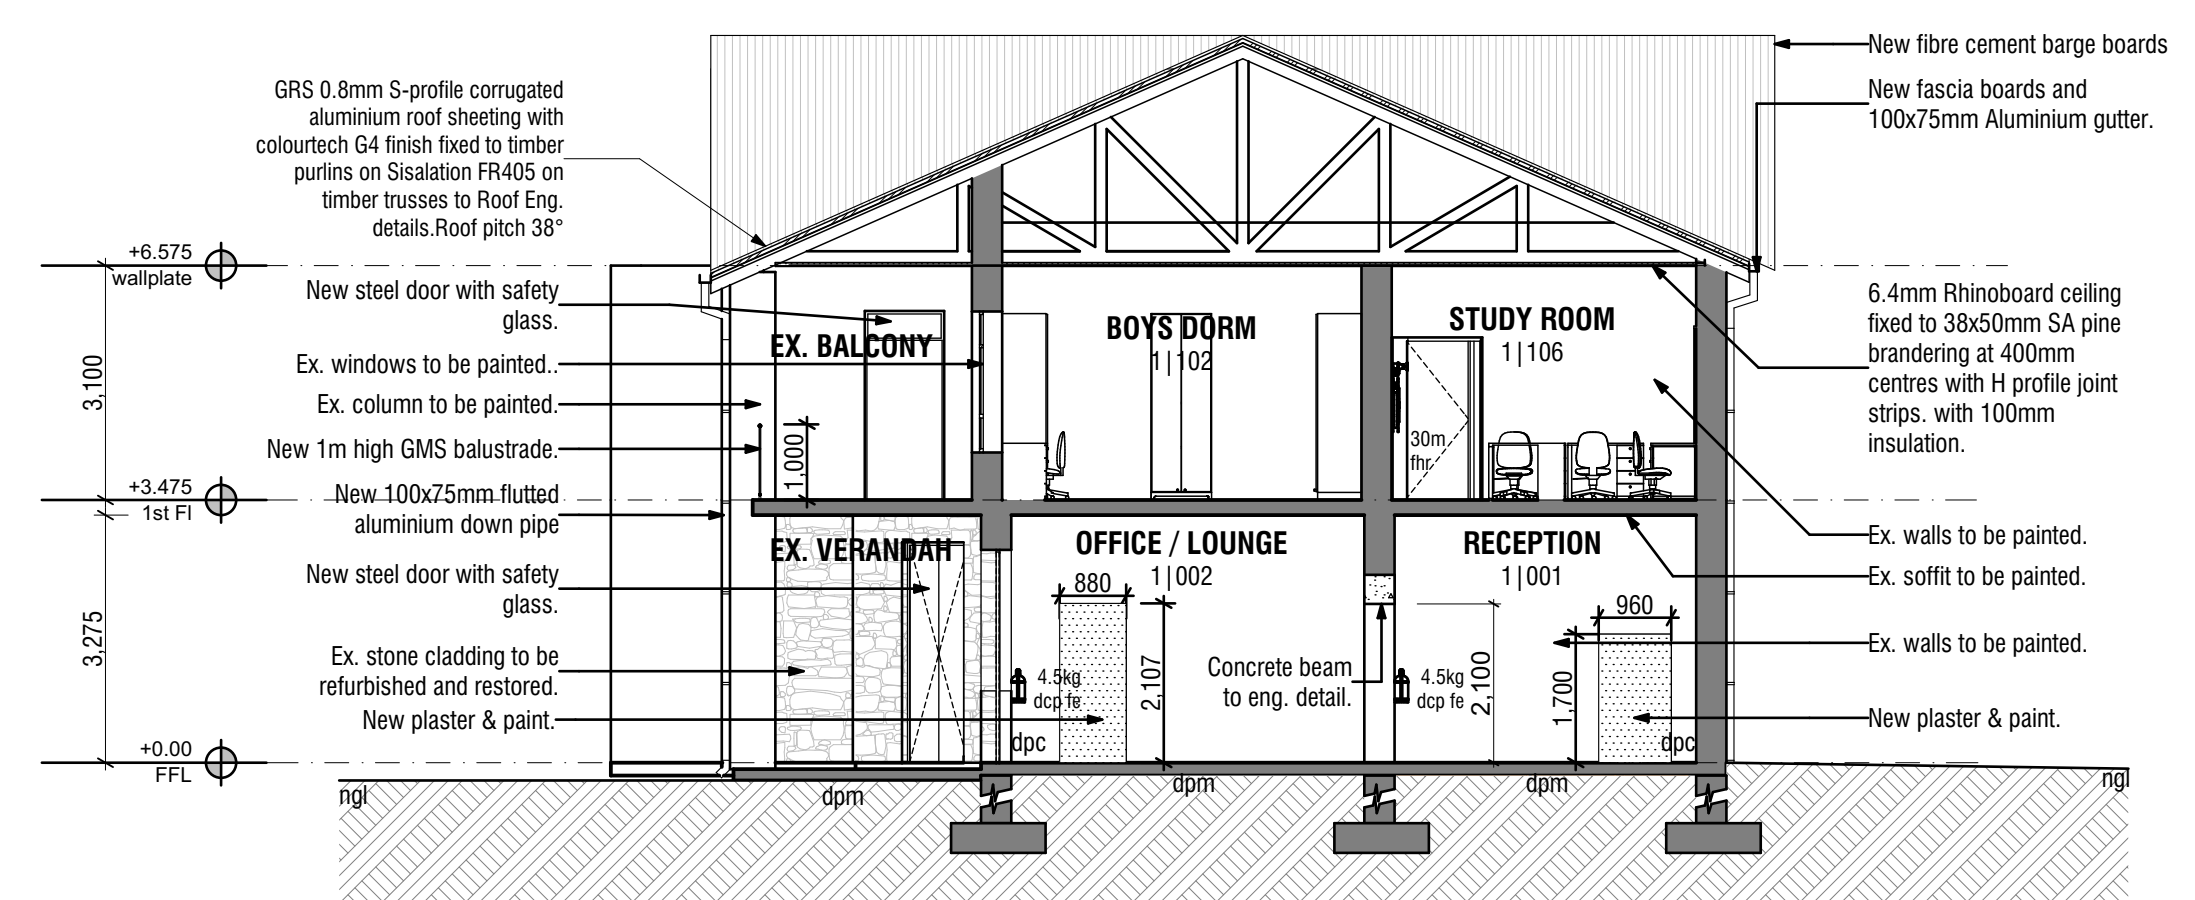 New fibre cement barge boards
New fascia boards and
100x75mm Aluminium gutter.
GRS 0.8mm S-profile corrugated
aluminium roof sheeting with
colourtech G4 finish fixed to timber
purlins on Sisalation FR405 on
timber trusses to Roof Eng.
details.Roof pitch 38°
+6.575
wallplate
New steel door with safety
glass.
Ex. windows to be painted..
Ex. column to be painted.
New 1m high GMS balustrade.
3,100
+3.475
1st Fl
New 100x75mm flutted
aluminium down pipe
New steel door with safety
glass.
3,275
Ex. stone cladding to be
refurbished and restored.
New plaster & paint.
+0.00
FFL
EX. BALCONY
1,000
BOYS DORM
1|102
STUDY ROOM
1|106
30m
fhr
6.4mm Rhinoboard ceiling
fixed to 38x50mm SA pine
brandering at 400mm
centres with H profile joint
strips. with 100mm
insulation.
EX. VERANDAH
OFFICE / LOUNGE
1|002
880
2,107
4.5kg
dcp fe
dpc
Concrete beam
to eng. detail.
RECEPTION
1|001
960
4.5kg
dcp fe
2,100
1,700
dpc
Ex. walls to be painted.
Ex. soffit to be painted.
Ex. walls to be painted.
New plaster & paint.
ngl
dpm
dpm
dpm
ngl